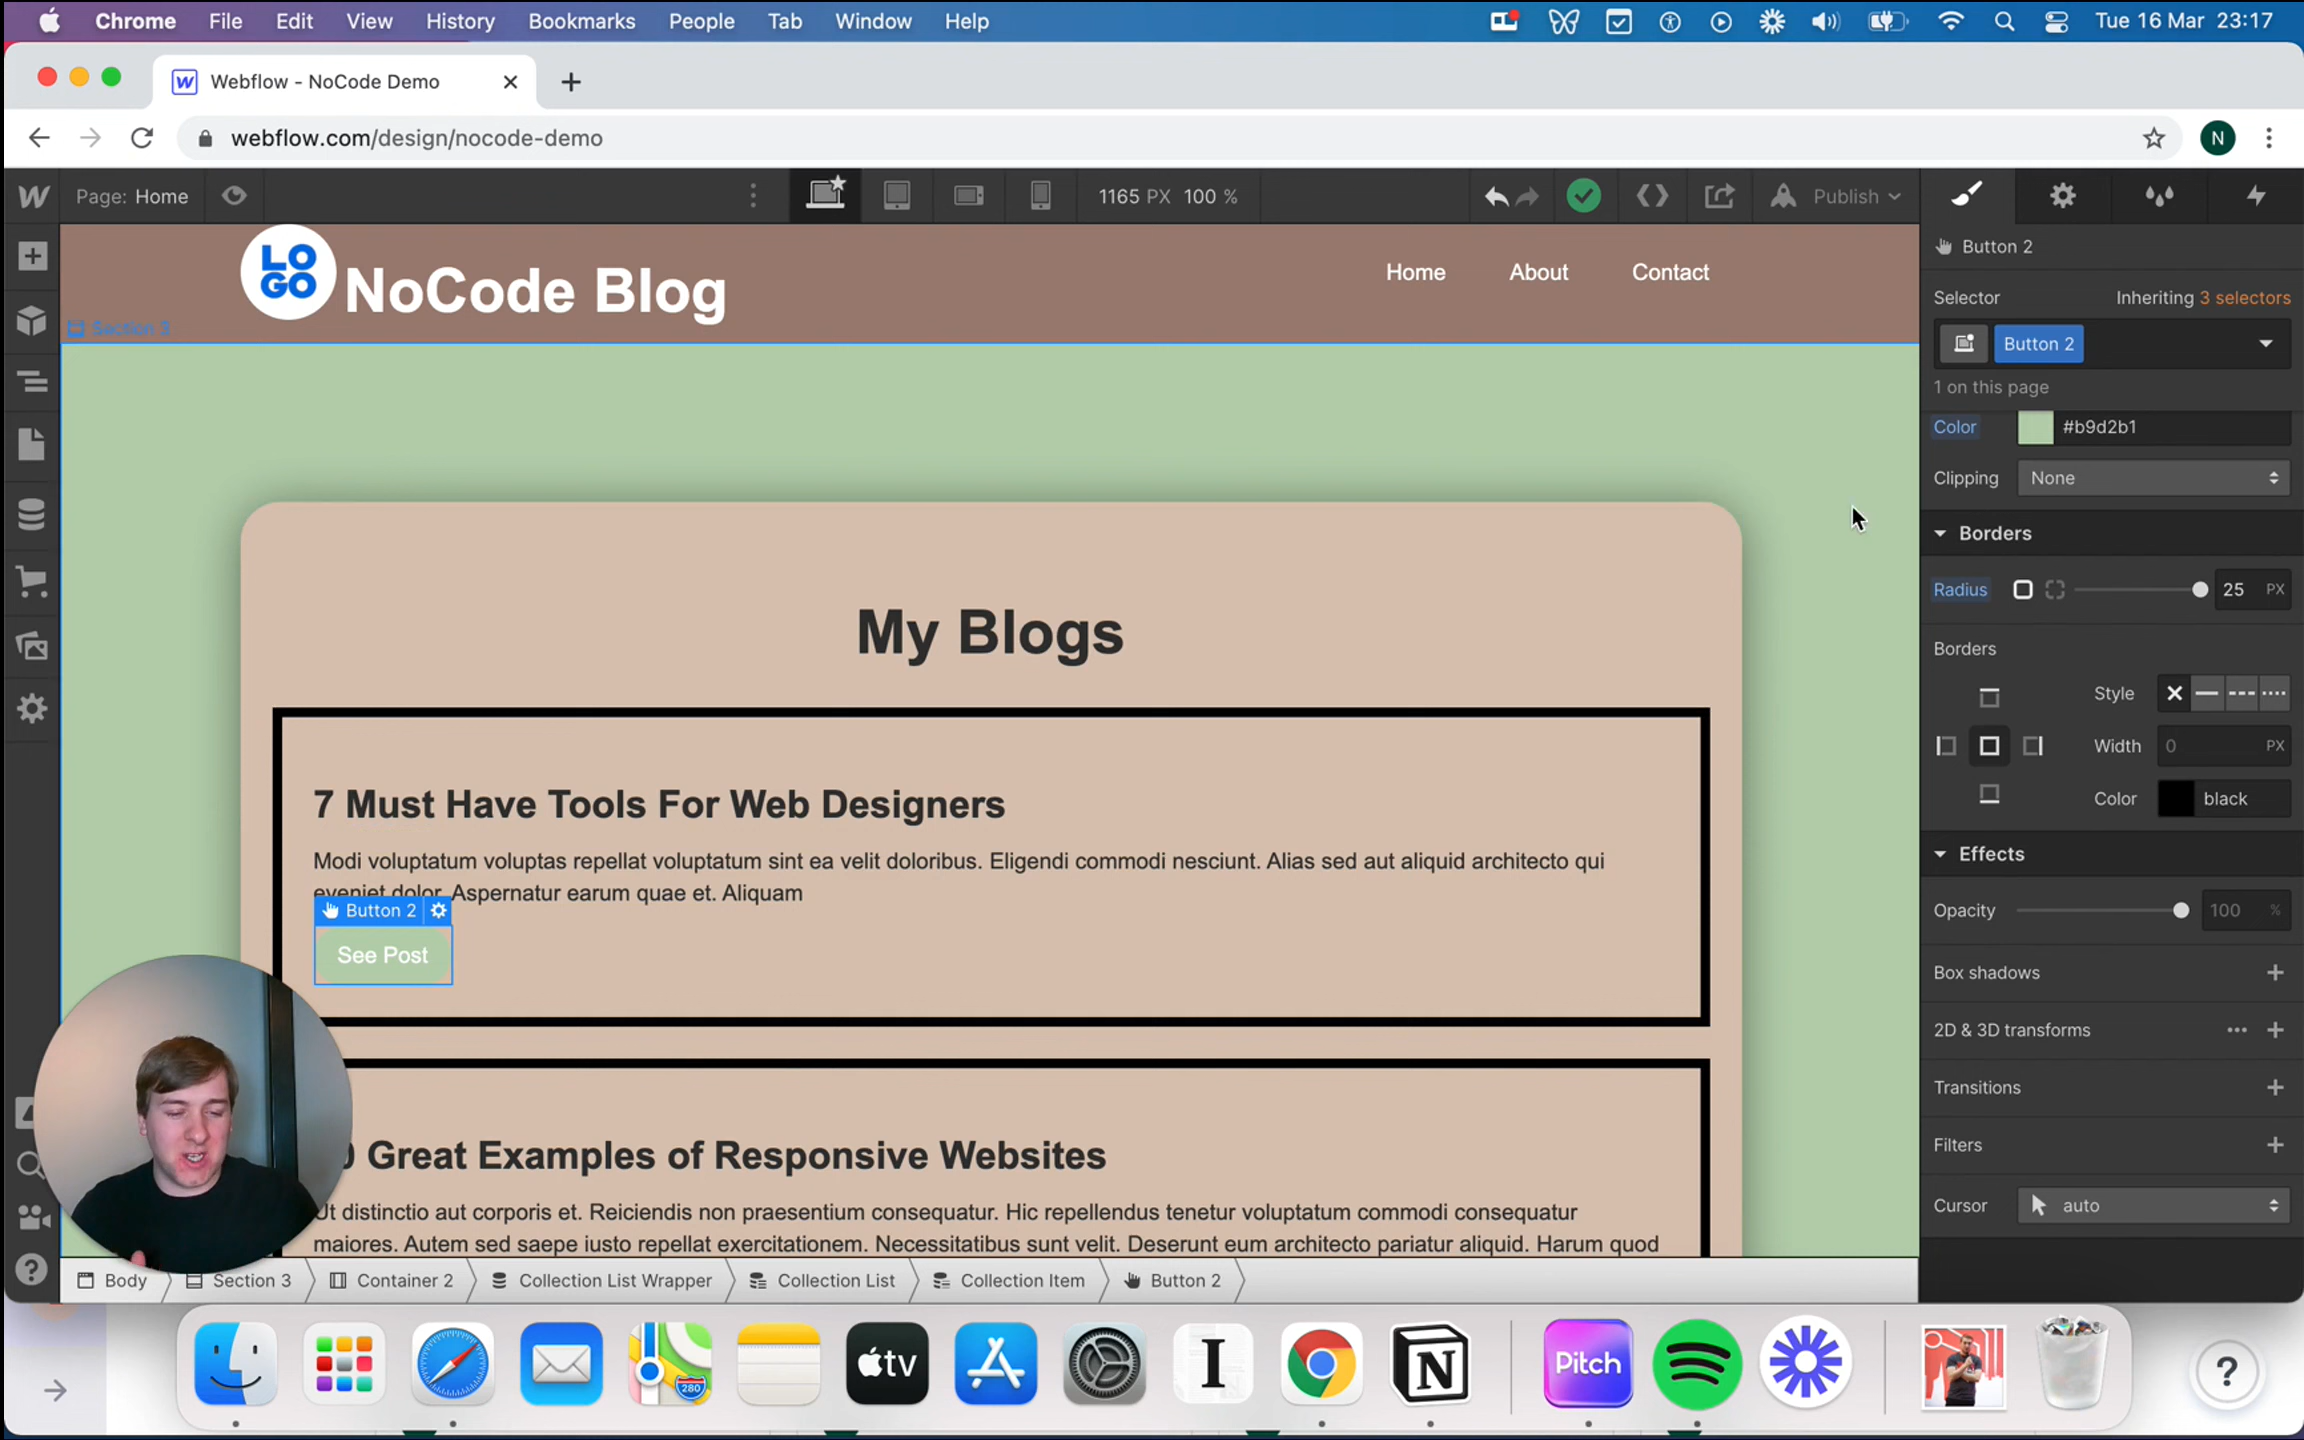 Chrome File Edit View History Bookmarks People Tab Window Help Tue 16 Mar 23:17
Webflow - NoCode Demo
webflow.com/design/nocode-demo
N
Page: Home 1165 PX 100 % Publish
LOGO NoCode Blog Home About Contact
Section 3
My Blogs
7 Must Have Tools For Web Designers
Modi voluptatum voluptas repellat voluptatum sint ea velit doloribus. Eligendi commodi nesciunt. Alias sed aut aliquid architecto qui
eveniet dolor. Aspernatur earum quae et. Aliquam
Button 2
See Post
Great Examples of Responsive Websites
Ut distinctio aut corporis et. Reiciendis non praesentium consequatur. Hic repellendus tenetur voluptatum commodi consequatur
maiores. Autem sed saepe iusto repellat exercitationem. Necessitatibus sunt velit. Deserunt eum architecto pariatur aliquid. Harum quod
Body Section 3 Container 2 Collection List Wrapper Collection List Collection Item Button 2
Button 2
Selector Inheriting 3 selectors
Button 2
1 on this page
Color #b9d2b1
Clipping None
Borders
Radius 25 PX
Borders
Style
Width 0 PX
Color black
Effects
Opacity 100 %
Box shadows
2D & 3D transforms
Transitions
Filters
Cursor auto
280
tv
Pitch